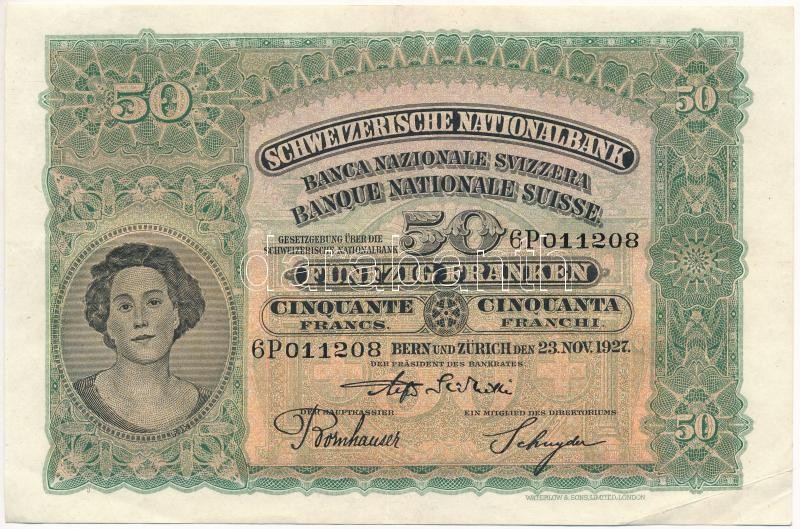 50
50
SCHWEIZERISCHE NATIONALBANK
BANCA NAZIONALE SVIZZERA
BANQUE NATIONALE SUISSE.
GESETZGEBUNG ÜBER DIE
SCHWEIZERISCHE NATIONALBANK
50
6P011208
FÜNFZIG FRANKEN
CINQUANTE
FRANCS.
CINQUANTA
FRANCHI.
6P011208
BERN UND ZÜRICH DEN 23. NOV. 1927.
DER PRÄSIDENT DES BANKRATES.
DER HAUPTKASSIER
EIN MITGLIED DES DIREKTORIUMS
Bornhauser
Schnyder
50
WATERLOW & SONS, LIMITED, LONDON